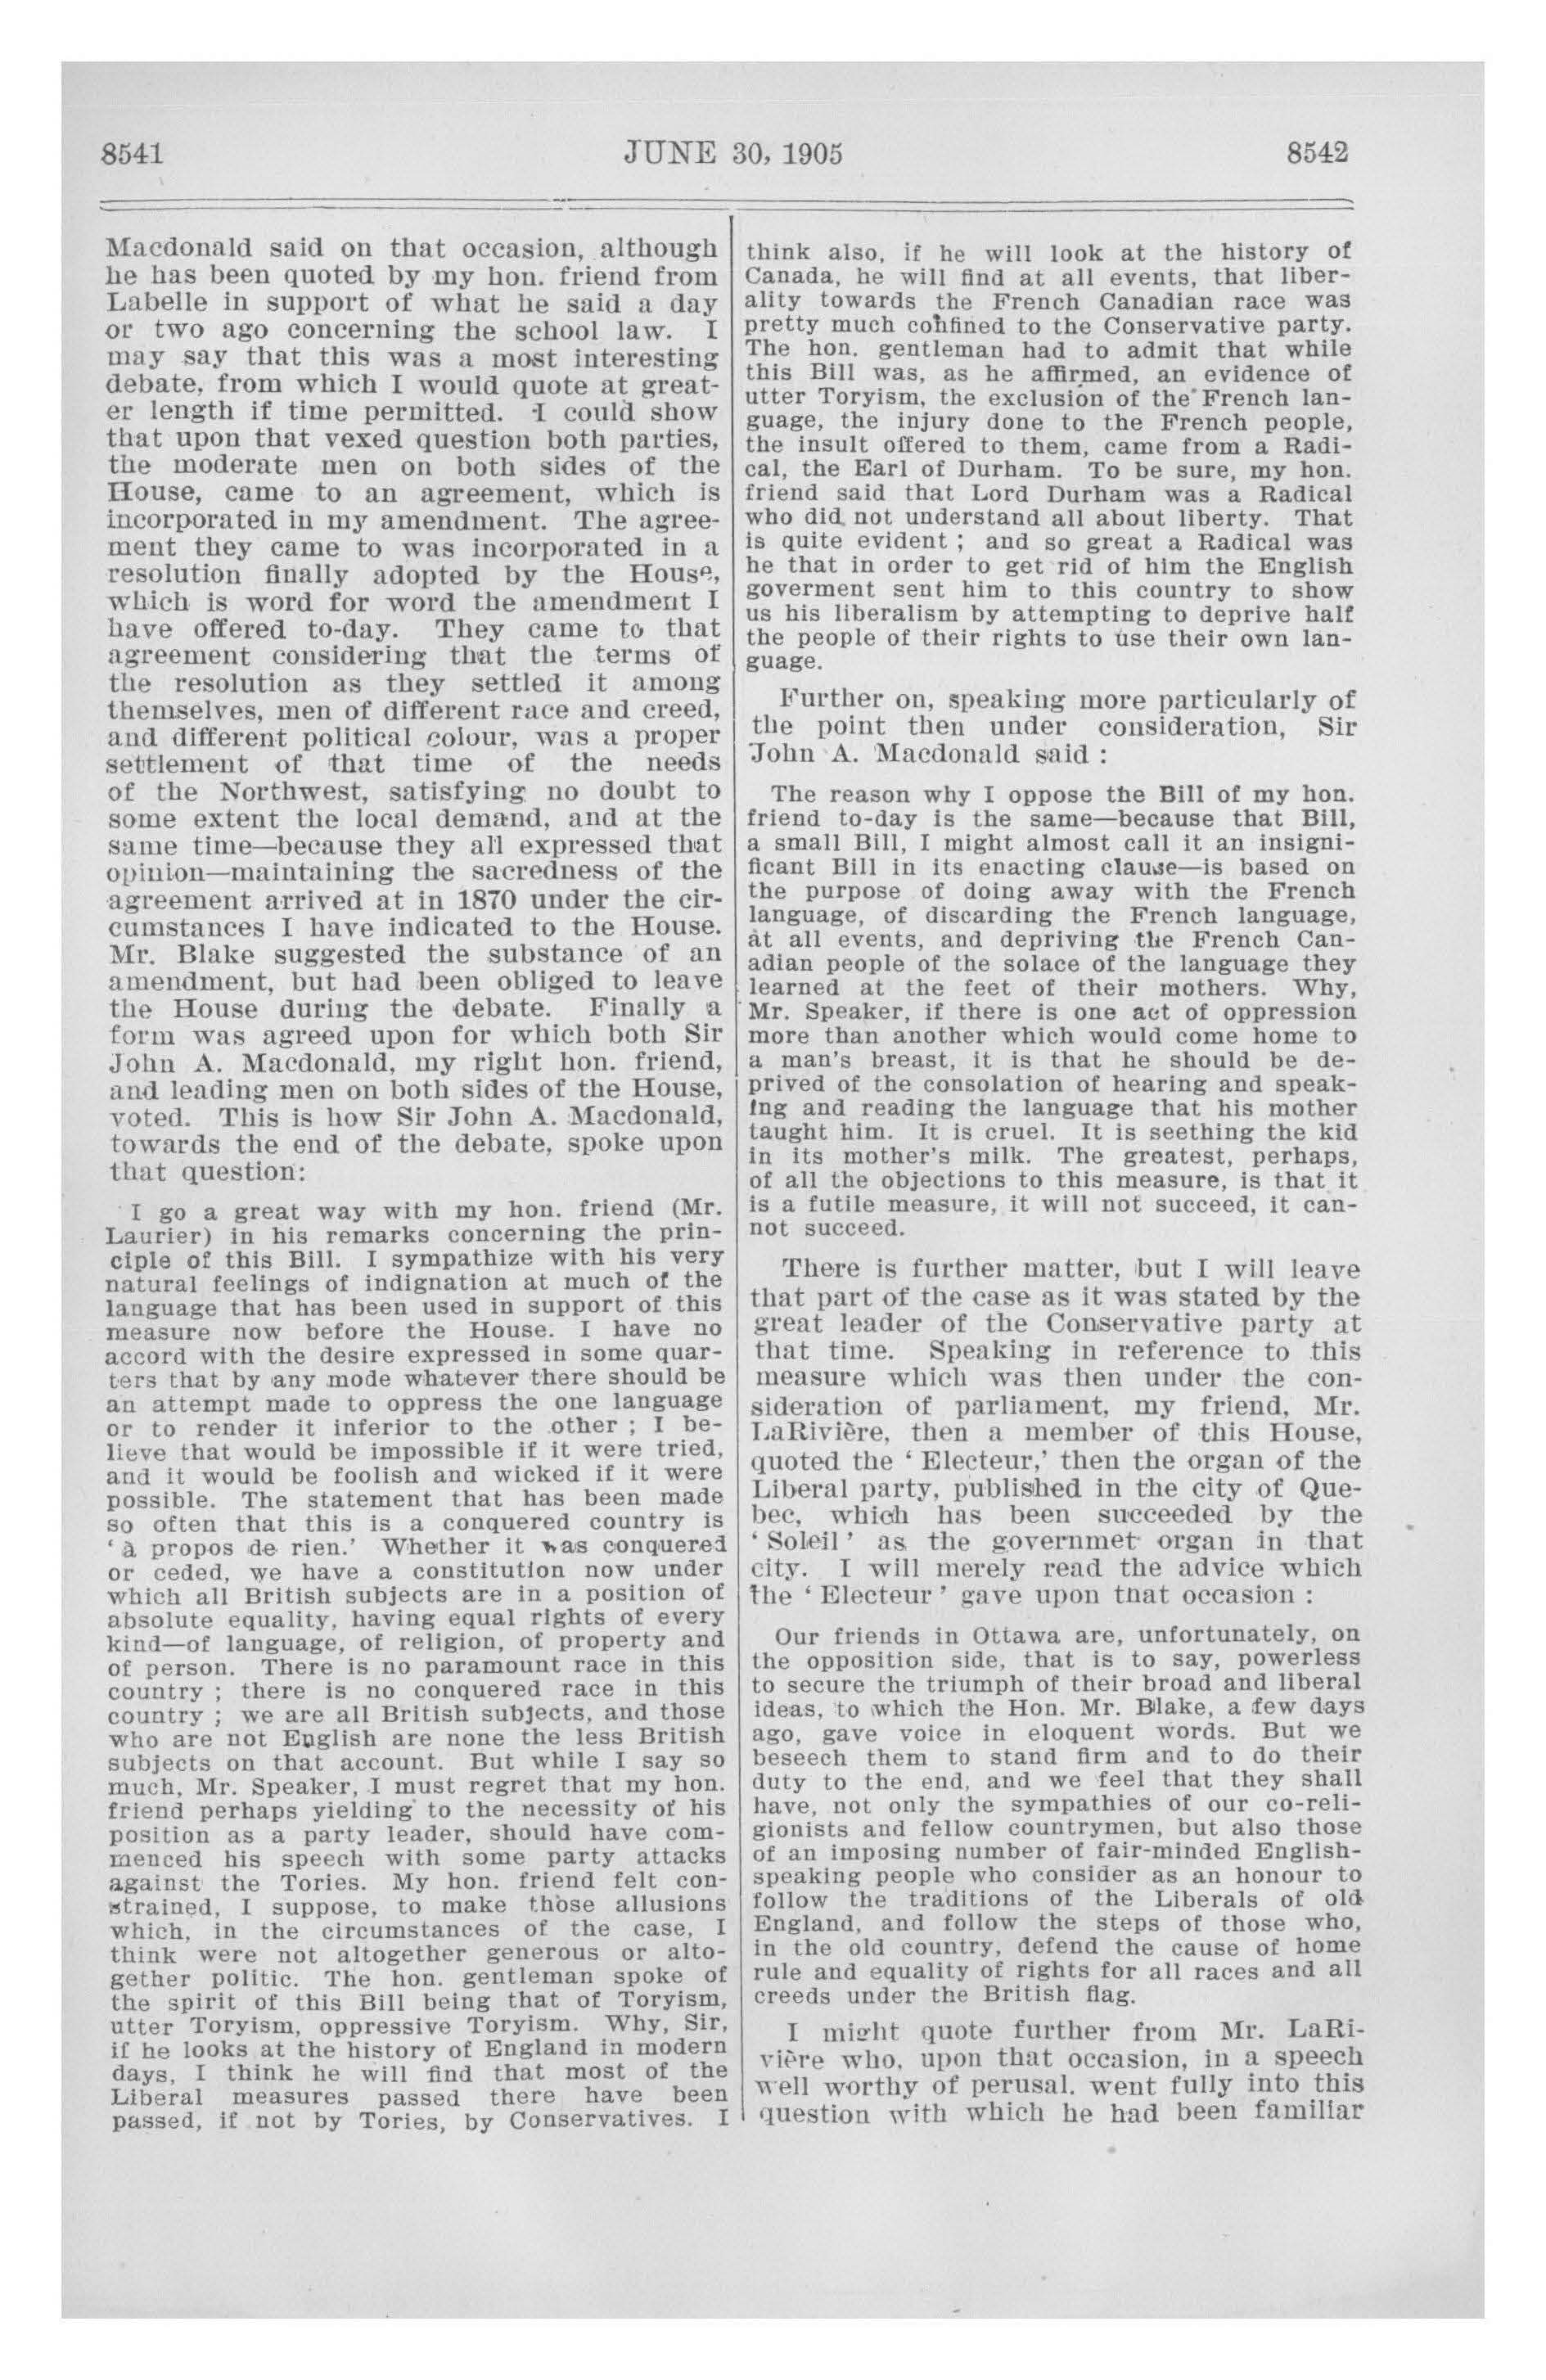 8541
JUNE 30, 1905
8542
Macdonald said on that occasion, although
he has been quoted by my hon. friend from
Labelle in support of what he said a day
or two ago concerning the school law. I
may say that this was a most interesting
debate, from which I would quote at great-
er length if time permitted. I could show
that upon that vexed question both parties,
the moderate men on both sides of the
House, came to an agreement, which is
incorporated in my amendment. The agree-
ment they came to was incorporated in a
resolution finally adopted by the House,
which is word for word the amendment I
have offered to-day. They came to that
agreement considering that the terms of
the resolution as they settled it among
themselves, men of different race and creed,
and different political colour, was a proper
settlement of that time of the needs
of the Northwest, satisfying no doubt to
some extent the local demand, and at the
same time—because they all expressed that
opinion—maintaining the sacredness of the
agreement arrived at in 1870 under the cir-
cumstances I have indicated to the House.
Mr. Blake suggested the substance of an
amendment, but had been obliged to leave
the House during the debate. Finally a
form was agreed upon for which both Sir
John A. Macdonald, my right hon. friend,
and leading men on both sides of the House,
voted. This is how Sir John A. Macdonald,
towards the end of the debate, spoke upon
that question:
I go a great way with my hon. friend (Mr.
Laurier) in his remarks concerning the prin-
ciple of this Bill. I sympathize with his very
natural feelings of indignation at much of the
language that has been used in support of this
measure now before the House. I have no
accord with the desire expressed in some quar-
ters that by any mode whatever there should be
an attempt made to oppress the one language
or to render it inferior to the other ; I be-
lieve that would be impossible if it were tried,
and it would be foolish and wicked if it were
possible. The statement that has been made
so often that this is a conquered country is
‘ à propos de rien.’ Whether it was conquered
or ceded, we have a constitution now under
which all British subjects are in a position of
absolute equality, having equal rights of every
kind—of language, of religion, of property and
of person. There is no paramount race in this
country ; there is no conquered race in this
country ; we are all British subjects, and those
who are not English are none the less British
subjects on that account. But while I say so
much, Mr. Speaker, I must regret that my hon.
friend perhaps yielding to the necessity of his
position as a party leader, should have com-
menced his speech with some party attacks
against the Tories. My hon. friend felt con-
strained, I suppose, to make those allusions
which, in the circumstances of the case, I
think were not altogether generous or alto-
gether politic. The hon. gentleman spoke of
the spirit of this Bill being that of Toryism,
utter Toryism, oppressive Toryism. Why, Sir,
if he looks at the history of England in modern
days, I think he will find that most of the
Liberal measures passed there have been
passed, if not by Tories, by Conservatives. I
think also, if he will look at the history of
Canada, he will find at all events, that liber-
ality towards the French Canadian race was
pretty much confined to the Conservative party.
The hon. gentleman had to admit that while
this Bill was, as he affirmed, an evidence of
utter Toryism, the exclusion of the French lan-
guage, the injury done to the French people,
the insult offered to them, came from a Radi-
cal, the Earl of Durham. To be sure, my hon.
friend said that Lord Durham was a Radical
who did not understand all about liberty. That
is quite evident ; and so great a Radical was
he that in order to get rid of him the English
goverment sent him to this country to show
us his liberalism by attempting to deprive half
the people of their rights to use their own lan-
guage.
Further on, speaking more particularly of
the point then under consideration, Sir
John A. Macdonald said :
The reason why I oppose the Bill of my hon.
friend to-day is the same—because that Bill,
a small Bill, I might almost call it an insigni-
ficant Bill in its enacting clause—is based on
the purpose of doing away with the French
language, of discarding the French language,
at all events, and depriving the French Can-
adian people of the solace of the language they
learned at the feet of their mothers. Why,
Mr. Speaker, if there is one act of oppression
more than another which would come home to
a man's breast, it is that he should be de-
prived of the consolation of hearing and speak-
ing and reading the language that his mother
taught him. It is cruel. It is seething the kid
in its mother's milk. The greatest, perhaps,
of all the objections to this measure, is that it
is a futile measure, it will not succeed, it can-
not succeed.
There is further matter, but I will leave
that part of the case as it was stated by the
great leader of the Conservative party at
that time. Speaking in reference to this
measure which was then under the con-
sideration of parliament, my friend, Mr.
LaRivière, then a member of this House,
quoted the ‘ Electeur,’ then the organ of the
Liberal party, published in the city of Que-
bec, which has been succeeded by the
‘ Soleil ’ as the governmet organ in that
city. I will merely read the advice which
the ‘ Electeur ’ gave upon that occasion :
Our friends in Ottawa are, unfortunately, on
the opposition side, that is to say, powerless
to secure the triumph of their broad and liberal
ideas, to which the Hon. Mr. Blake, a few days
ago, gave voice in eloquent words. But we
beseech them to stand firm and to do their
duty to the end, and we feel that they shall
have, not only the sympathies of our co-reli-
gionists and fellow countrymen, but also those
of an imposing number of fair-minded English-
speaking people who consider as an honour to
follow the traditions of the Liberals of old
England, and follow the steps of those who,
in the old country, defend the cause of home
rule and equality of rights for all races and all
creeds under the British flag.
I might quote further from Mr. LaRi-
vière who, upon that occasion, in a speech
well worthy of perusal, went fully into this
question with which he had been familiar